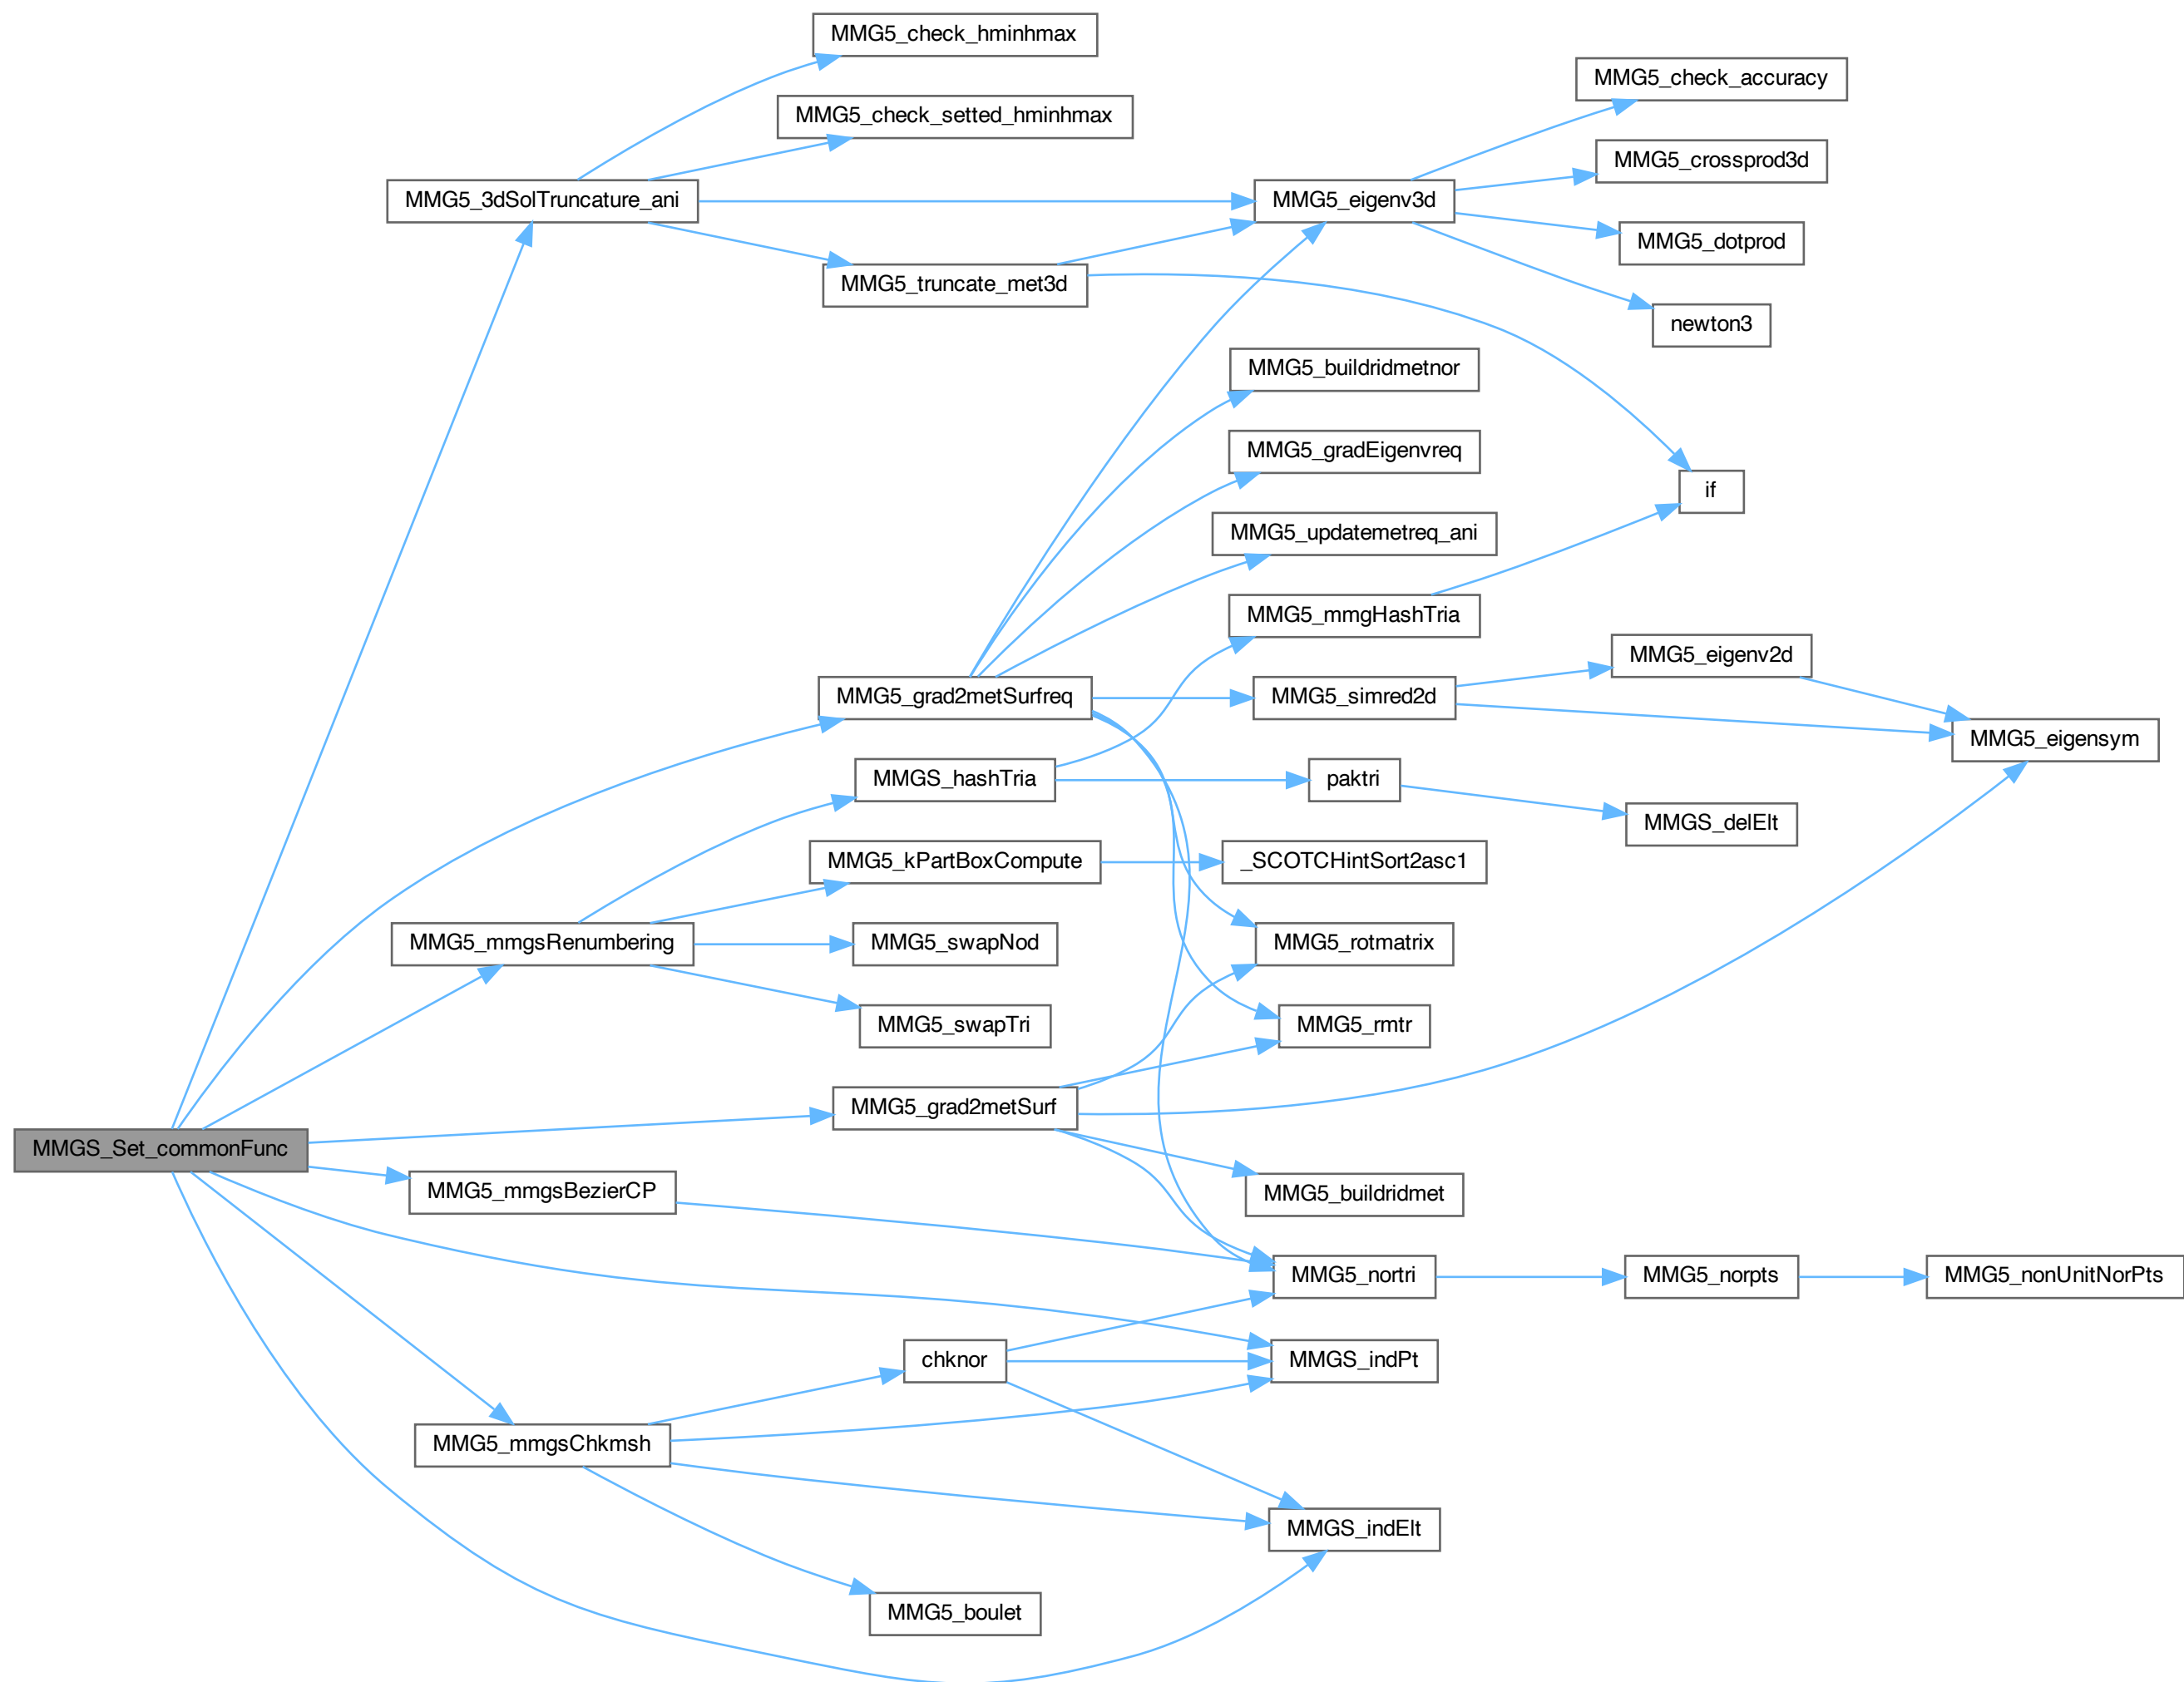 MMG5_check_hminhmax
MMG5_check_accuracy
MMG5_check_setted_hminhmax
MMG5_crossprod3d
MMG5_3dSolTruncature_ani
MMG5_eigenv3d
MMG5_dotprod
MMG5_truncate_met3d
newton3
MMG5_buildridmetnor
MMG5_gradEigenvreq
if
MMG5_updatemetreq_ani
MMG5_mmgHashTria
MMG5_eigenv2d
MMG5_grad2metSurfreq
MMG5_simred2d
MMG5_eigensym
MMGS_hashTria
paktri
MMGS_delElt
MMG5_kPartBoxCompute
_SCOTCHintSort2asc1
MMG5_mmgsRenumbering
MMG5_swapNod
MMG5_rotmatrix
MMG5_swapTri
MMG5_rmtr
MMG5_grad2metSurf
MMGS_Set_commonFunc
MMG5_mmgsBezierCP
MMG5_buildridmet
MMG5_nortri
MMG5_norpts
MMG5_nonUnitNorPts
chknor
MMGS_indPt
MMG5_mmgsChkmsh
MMGS_indElt
MMG5_boulet